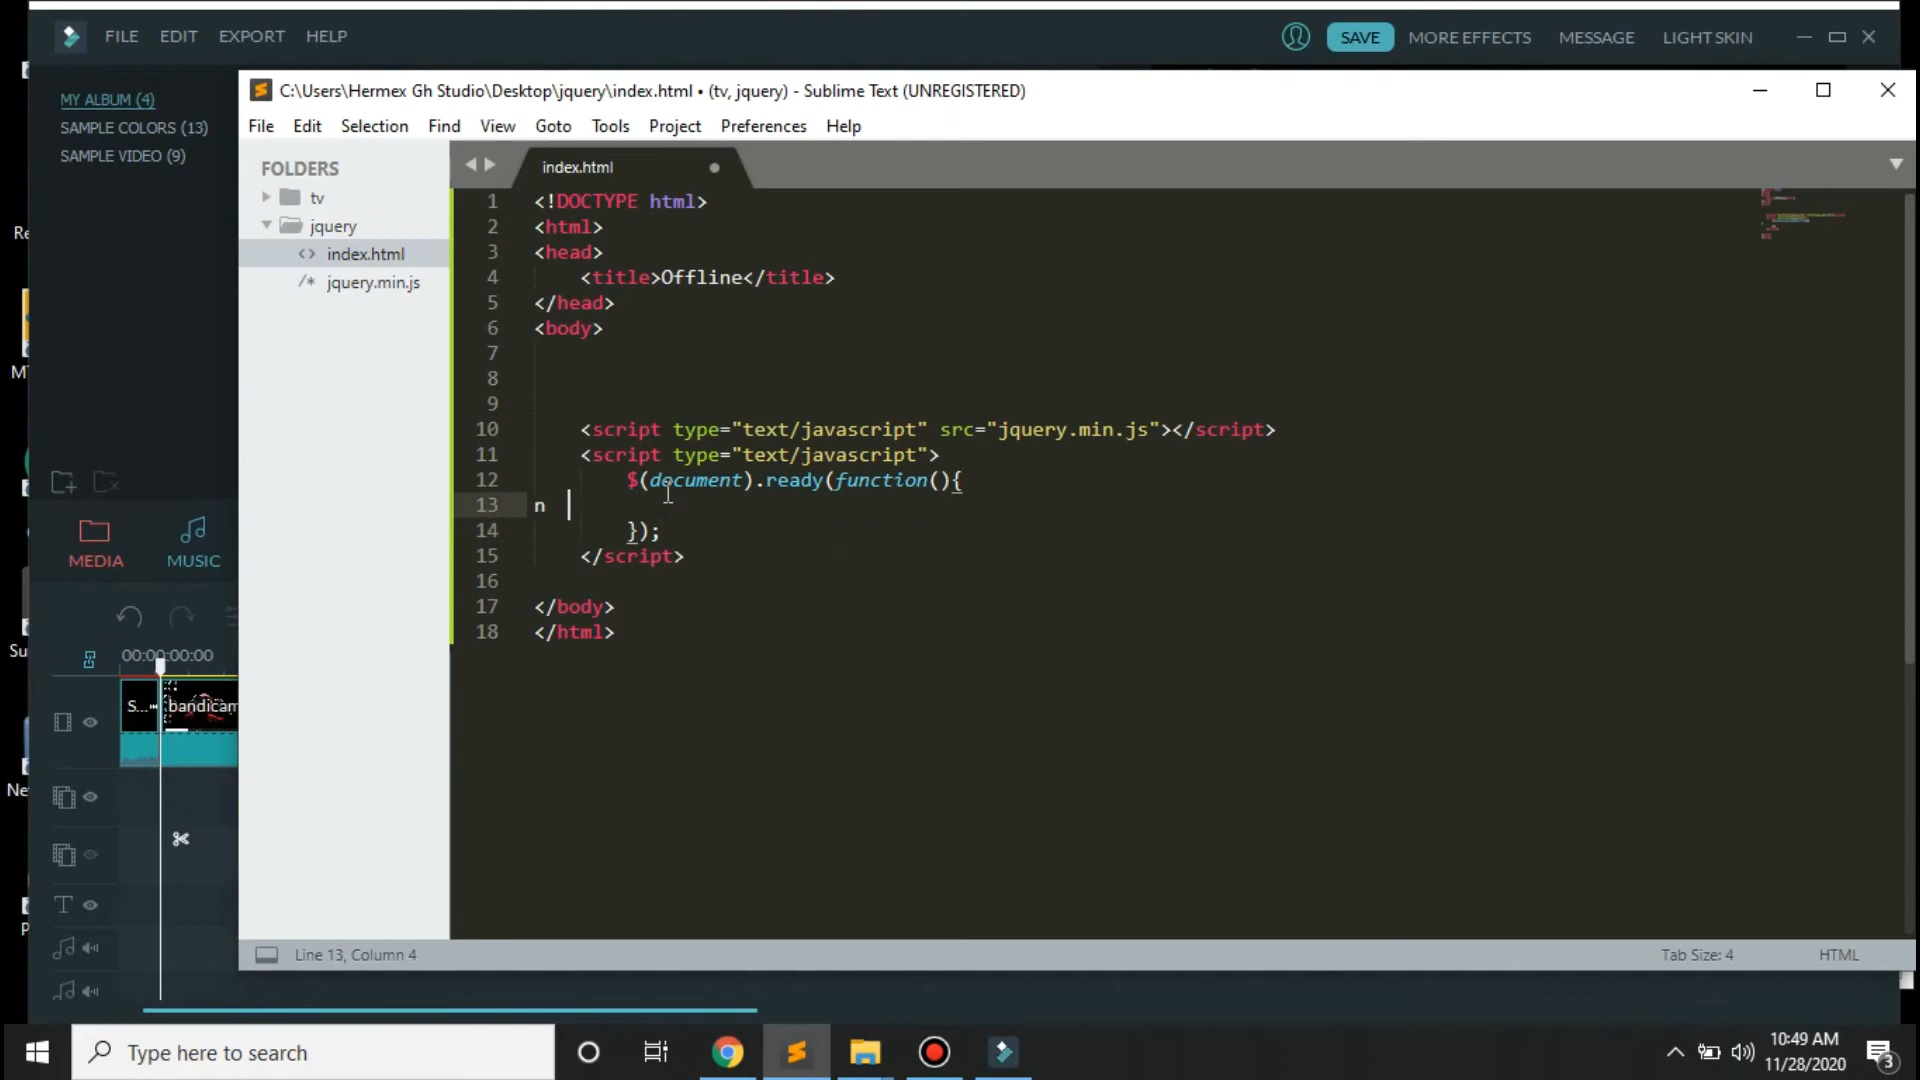 FILE EDIT EXPORT HELP
SAVE MORE EFFECTS MESSAGE LIGHT SKIN
MY ALBUM (4)
SAMPLE COLORS (13)
SAMPLE VIDEO (9)
C:\Users\Hermex Gh Studio\Desktop\jquery\index.html • (tv, jquery) - Sublime Text (UNREGISTERED)
File Edit Selection Find View Goto Tools Project Preferences Help
FOLDERS
tv
jquery
<> index.html
/* jquery.min.js
index.html
1 <!DOCTYPE html>
2 <html>
3 <head>
4 <title>Offline</title>
5 </head>
6 <body>
7
8
9
10 <script type="text/javascript" src="jquery.min.js"></script>
11 <script type="text/javascript">
12 $(document).ready(function(){
13 n
14 });
15 </script>
16
17 </body>
18 </html>
Re
MT
Su
Ne
P
MEDIA MUSIC
00:00:00:00
S... bandicam
T
Line 13, Column 4
Tab Size: 4 HTML
Type here to search
10:49 AM
11/28/2020
3